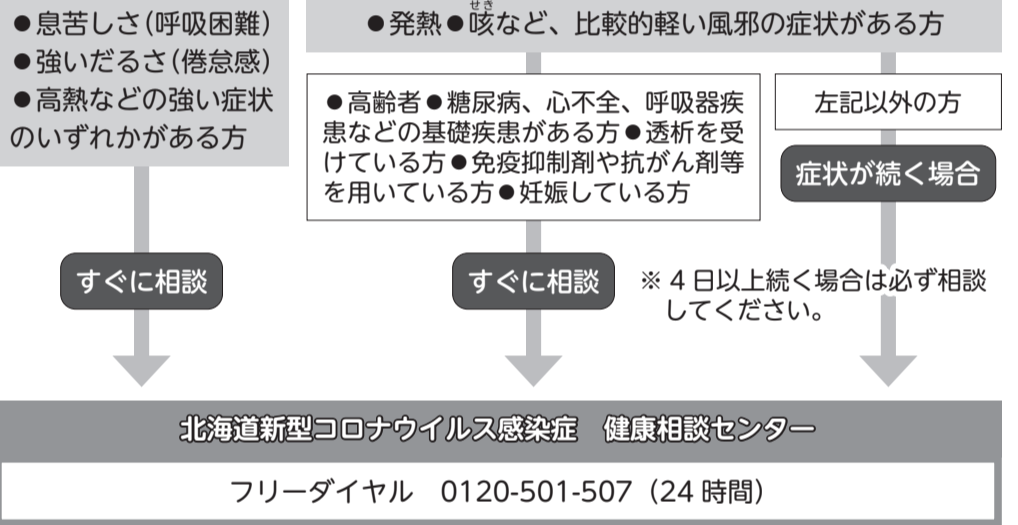 ●息苦しさ(呼吸困難)
●強いだるさ(倦怠感)
●高熱などの強い症状
のいずれかがある方
すぐに相談
せき
●発熱●咳など、比較的軽い風邪の症状がある方
●高齢者●糖尿病、心不全、呼吸器疾
患などの基礎疾患がある方●透析を受
けている方●免疫抑制剤や抗がん剤等
を用いている方●妊娠している方
すぐに相談
左記以外の方
症状が続く場合
※4日以上続く場合は必ず相談
してください。
北海道新型コロナウイルス感染症　健康相談センター
フリーダイヤル　0120-501-507（24時間）